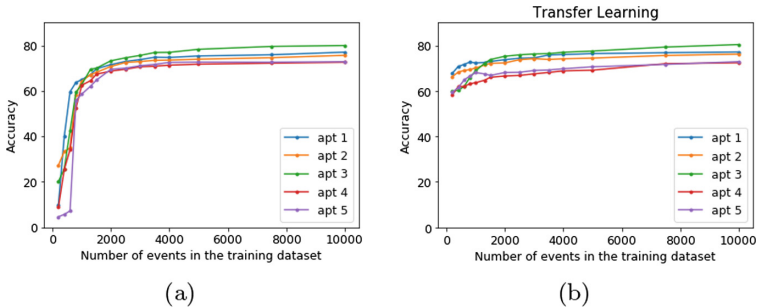 80
60
40
20
0
Accuracy
apt 1
apt 2
apt 3
apt 4
apt 5
0 2000 4000 6000 8000 10000
Number of events in the training dataset
(a)
Transfer Learning
80
60
40
20
0
Accuracy
apt 1
apt 2
apt 3
apt 4
apt 5
0 2000 4000 6000 8000 10000
Number of events in the training dataset
(b)